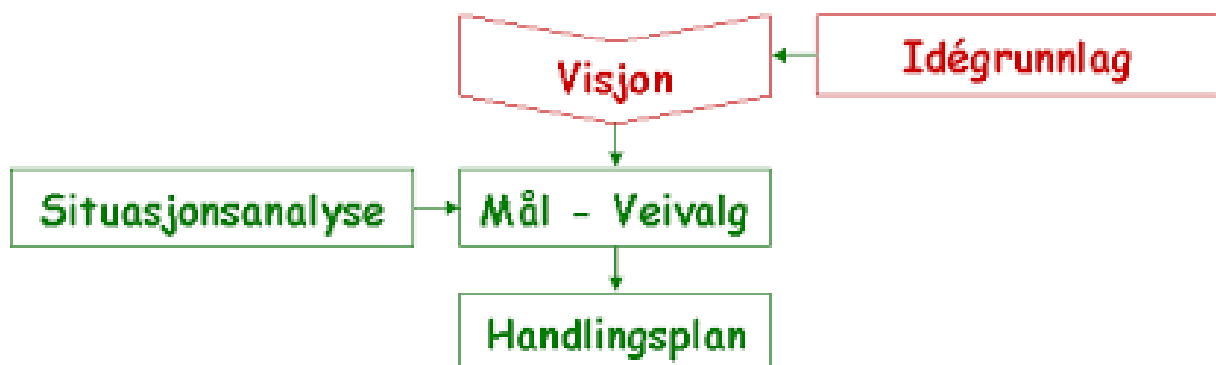 Visjon
Idégrunnlag
Situasjonsanalyse
Mål - Veivalg
Handlingsplan